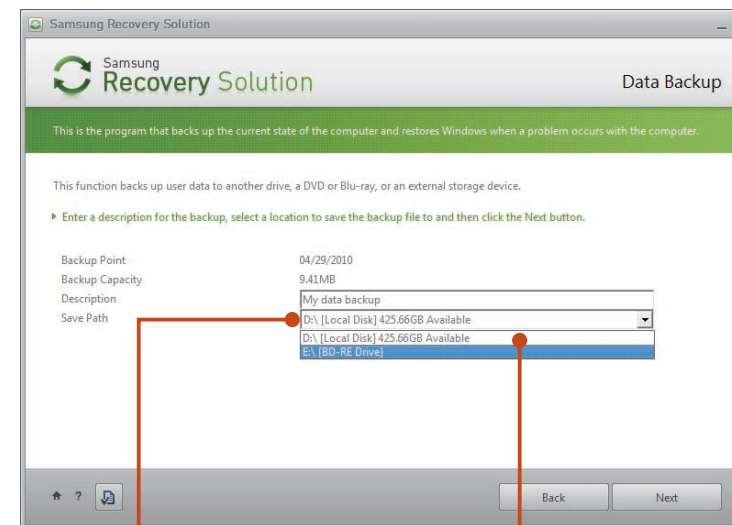 Samsung Recovery Solution
Samsung
Recovery Solution
Data Backup
This is the program that backs up the current state of the computer and restores Windows when a problem occurs with the computer.
This function backs up user data to another drive, a DVD or Blu-ray, or an external storage device.
Enter a description for the backup, select a location to save the backup file to and then click the Next button.
Backup Point 04/29/2010
Backup Capacity 9.41MB
Description My data backup
Save Path D:\ [Local Disk] 425.66GB Available
D:\ [Local Disk] 425.66GB Available
E:\ [BD-RE Drive]
? Back Next